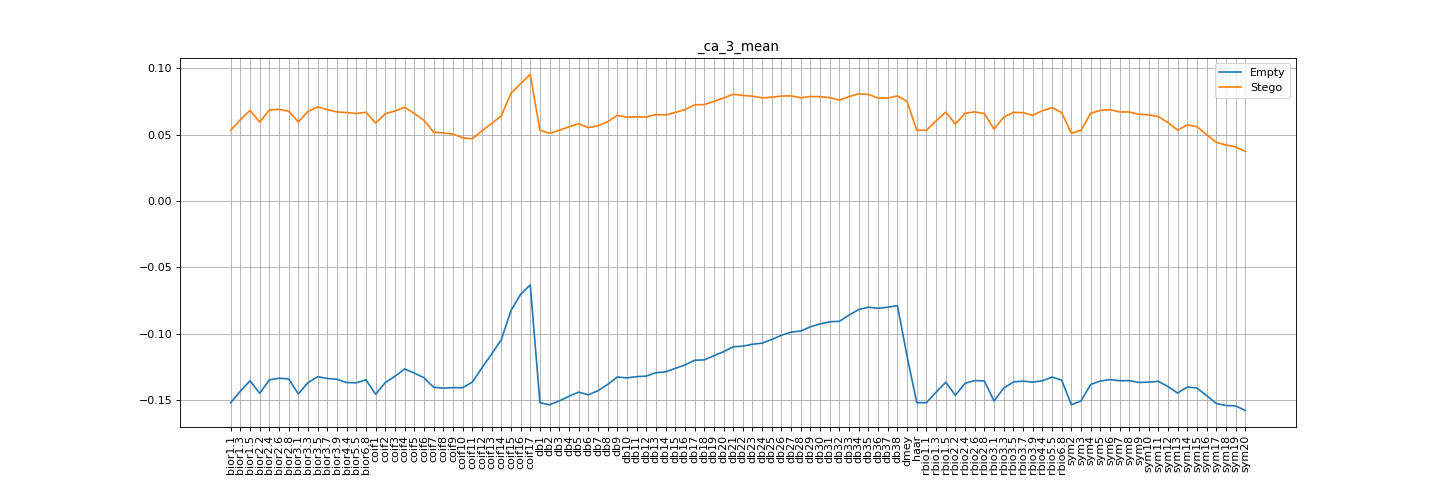 _ca_3_mean
Empty
Stego
0.10
0.05
0.00
−0.05
−0.10
−0.15
bior1.1
bior1.3
bior1.5
bior2.2
bior2.4
bior2.6
bior2.8
bior3.1
bior3.3
bior3.5
bior3.7
bior3.9
bior4.4
bior5.5
bior6.8
coif1
coif2
coif3
coif4
coif5
coif6
coif7
coif8
coif9
coif10
coif11
coif12
coif13
coif14
coif15
coif16
coif17
db1
db2
db3
db4
db5
db6
db7
db8
db9
db10
db11
db12
db13
db14
db15
db16
db17
db18
db19
db20
db21
db22
db23
db24
db25
db26
db27
db28
db29
db30
db31
db32
db33
db34
db35
db36
db37
db38
dmey
haar
rbio1.1
rbio1.3
rbio1.5
rbio2.2
rbio2.4
rbio2.6
rbio2.8
rbio3.1
rbio3.3
rbio3.5
rbio3.7
rbio3.9
rbio4.4
rbio5.5
rbio6.8
sym2
sym3
sym4
sym5
sym6
sym7
sym8
sym9
sym10
sym11
sym12
sym13
sym14
sym15
sym16
sym17
sym18
sym19
sym20